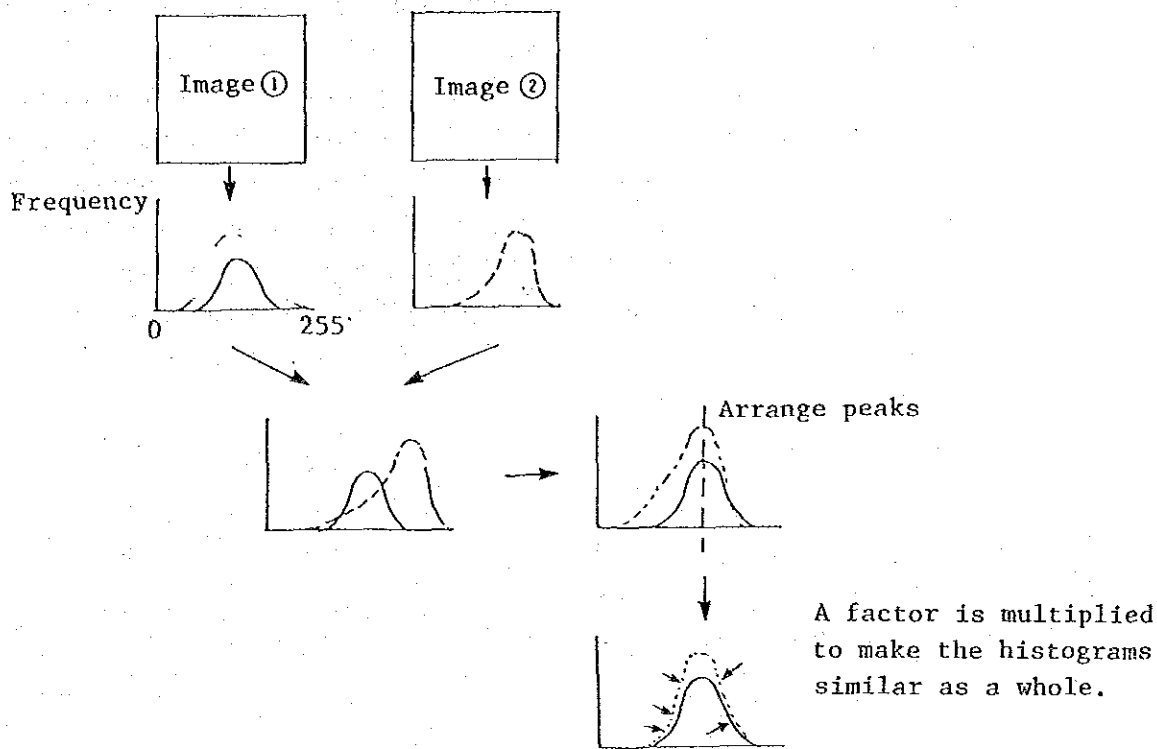 Image ①
Image ②
Frequency
0
255
Arrange peaks
A factor is multiplied
to make the histograms
similar as a whole.